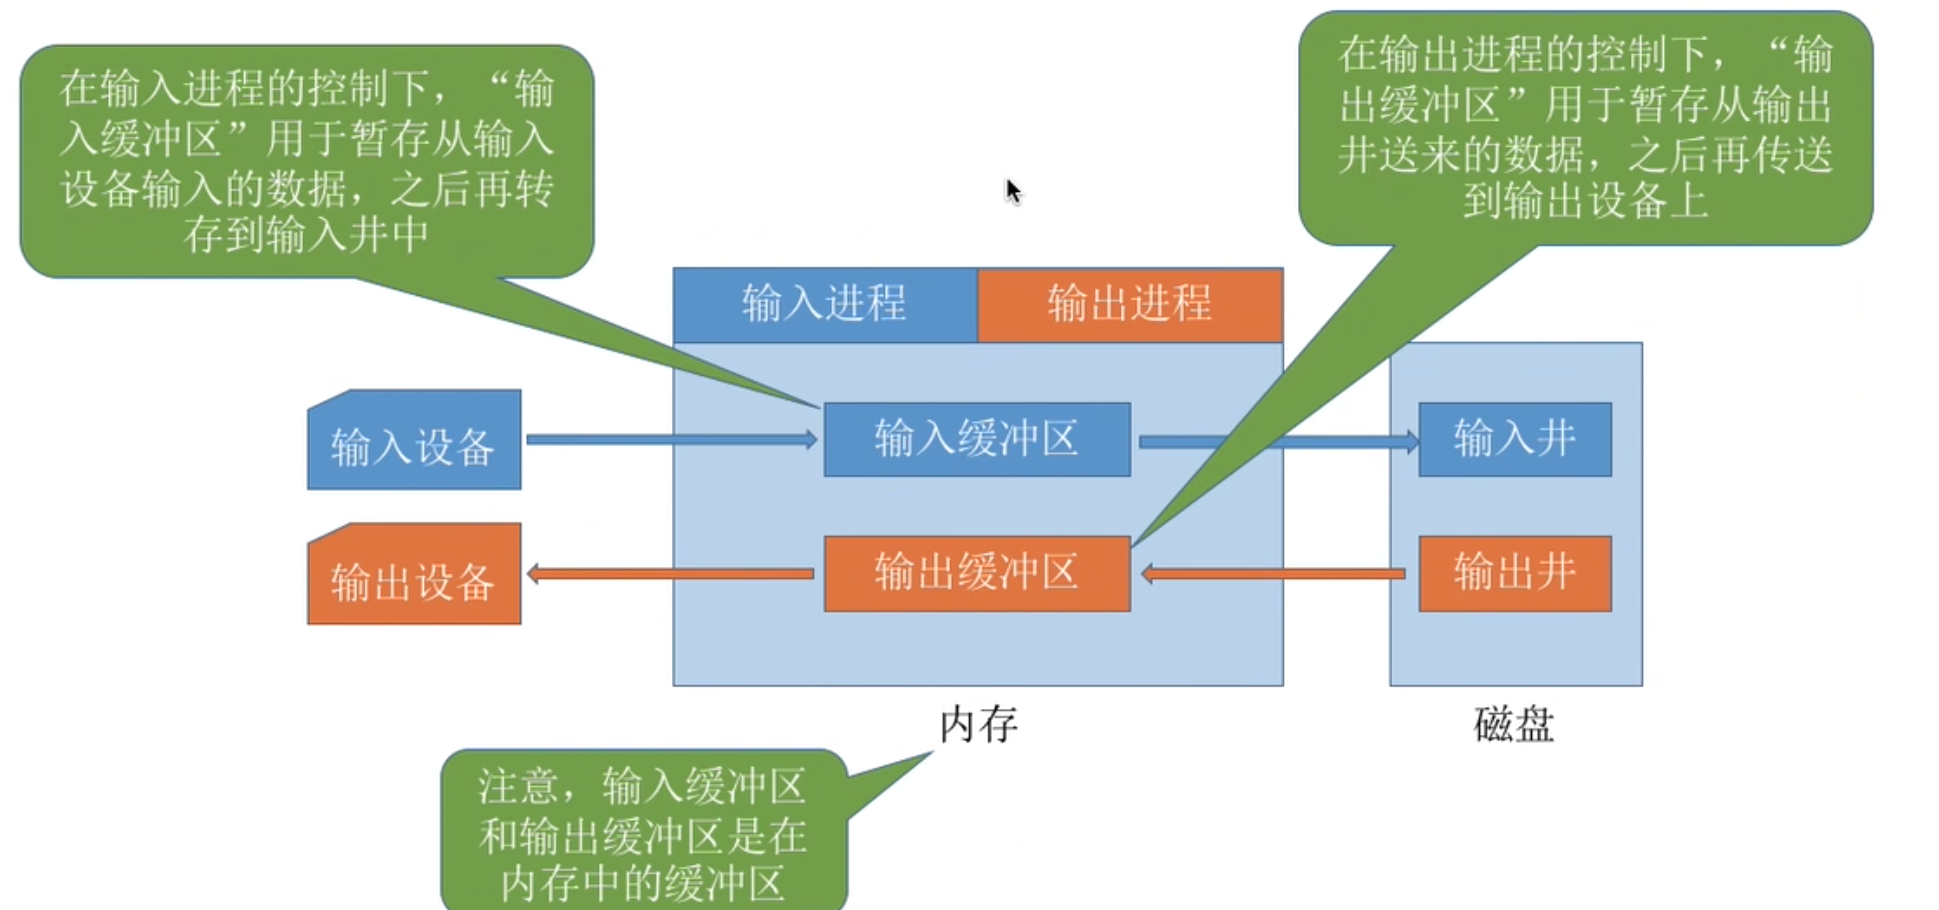 在输入进程的控制下，“输
入缓冲区”用于暂存从输入
设备输入的数据，之后再转
存到输入井中
在输出进程的控制下，“输
出缓冲区”用于暂存从输出
井送来的数据，之后再传送
到输出设备上
输入进程
输出进程
输入设备
输入缓冲区
输入井
输出设备
输出缓冲区
输出井
内存
磁盘
注意，输入缓冲区
和输出缓冲区是在
内存中的缓冲区